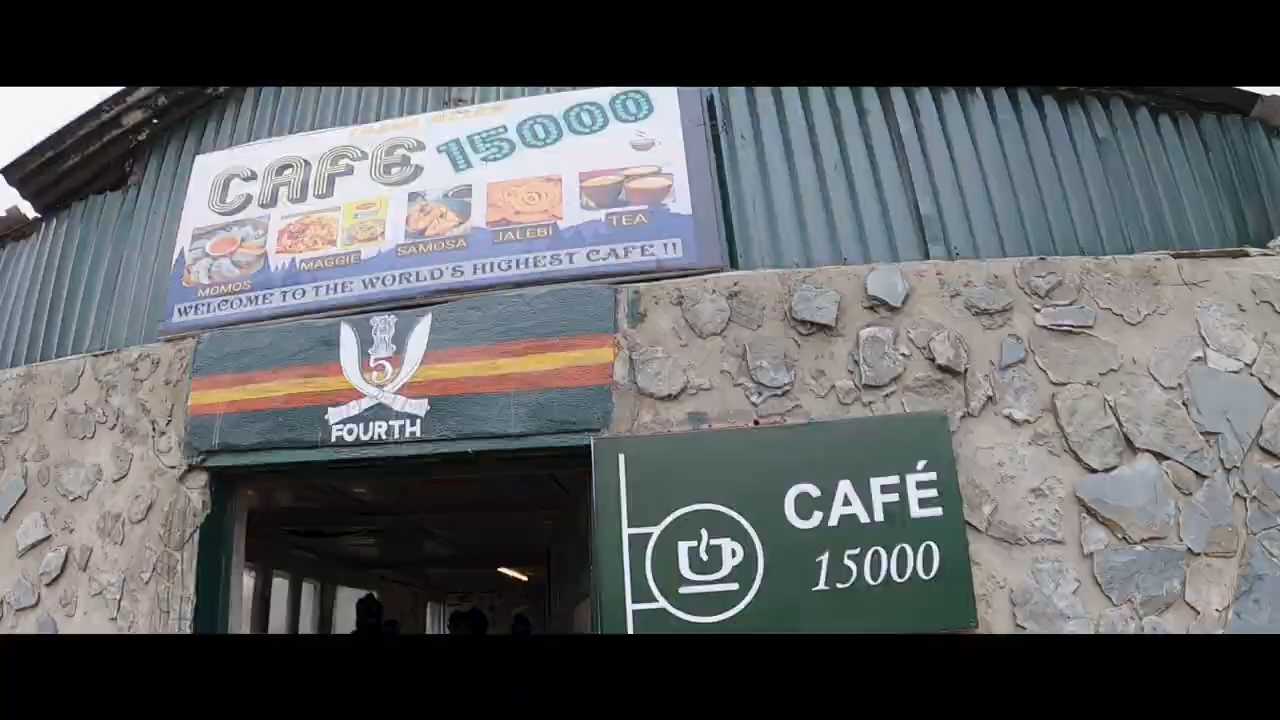 CAFE 15000
MOMOS MAGGIE SAMOSA JALEBI TEA
WELCOME TO THE WORLD'S HIGHEST CAFE !!
5
FOURTH
CAFÉ
15000